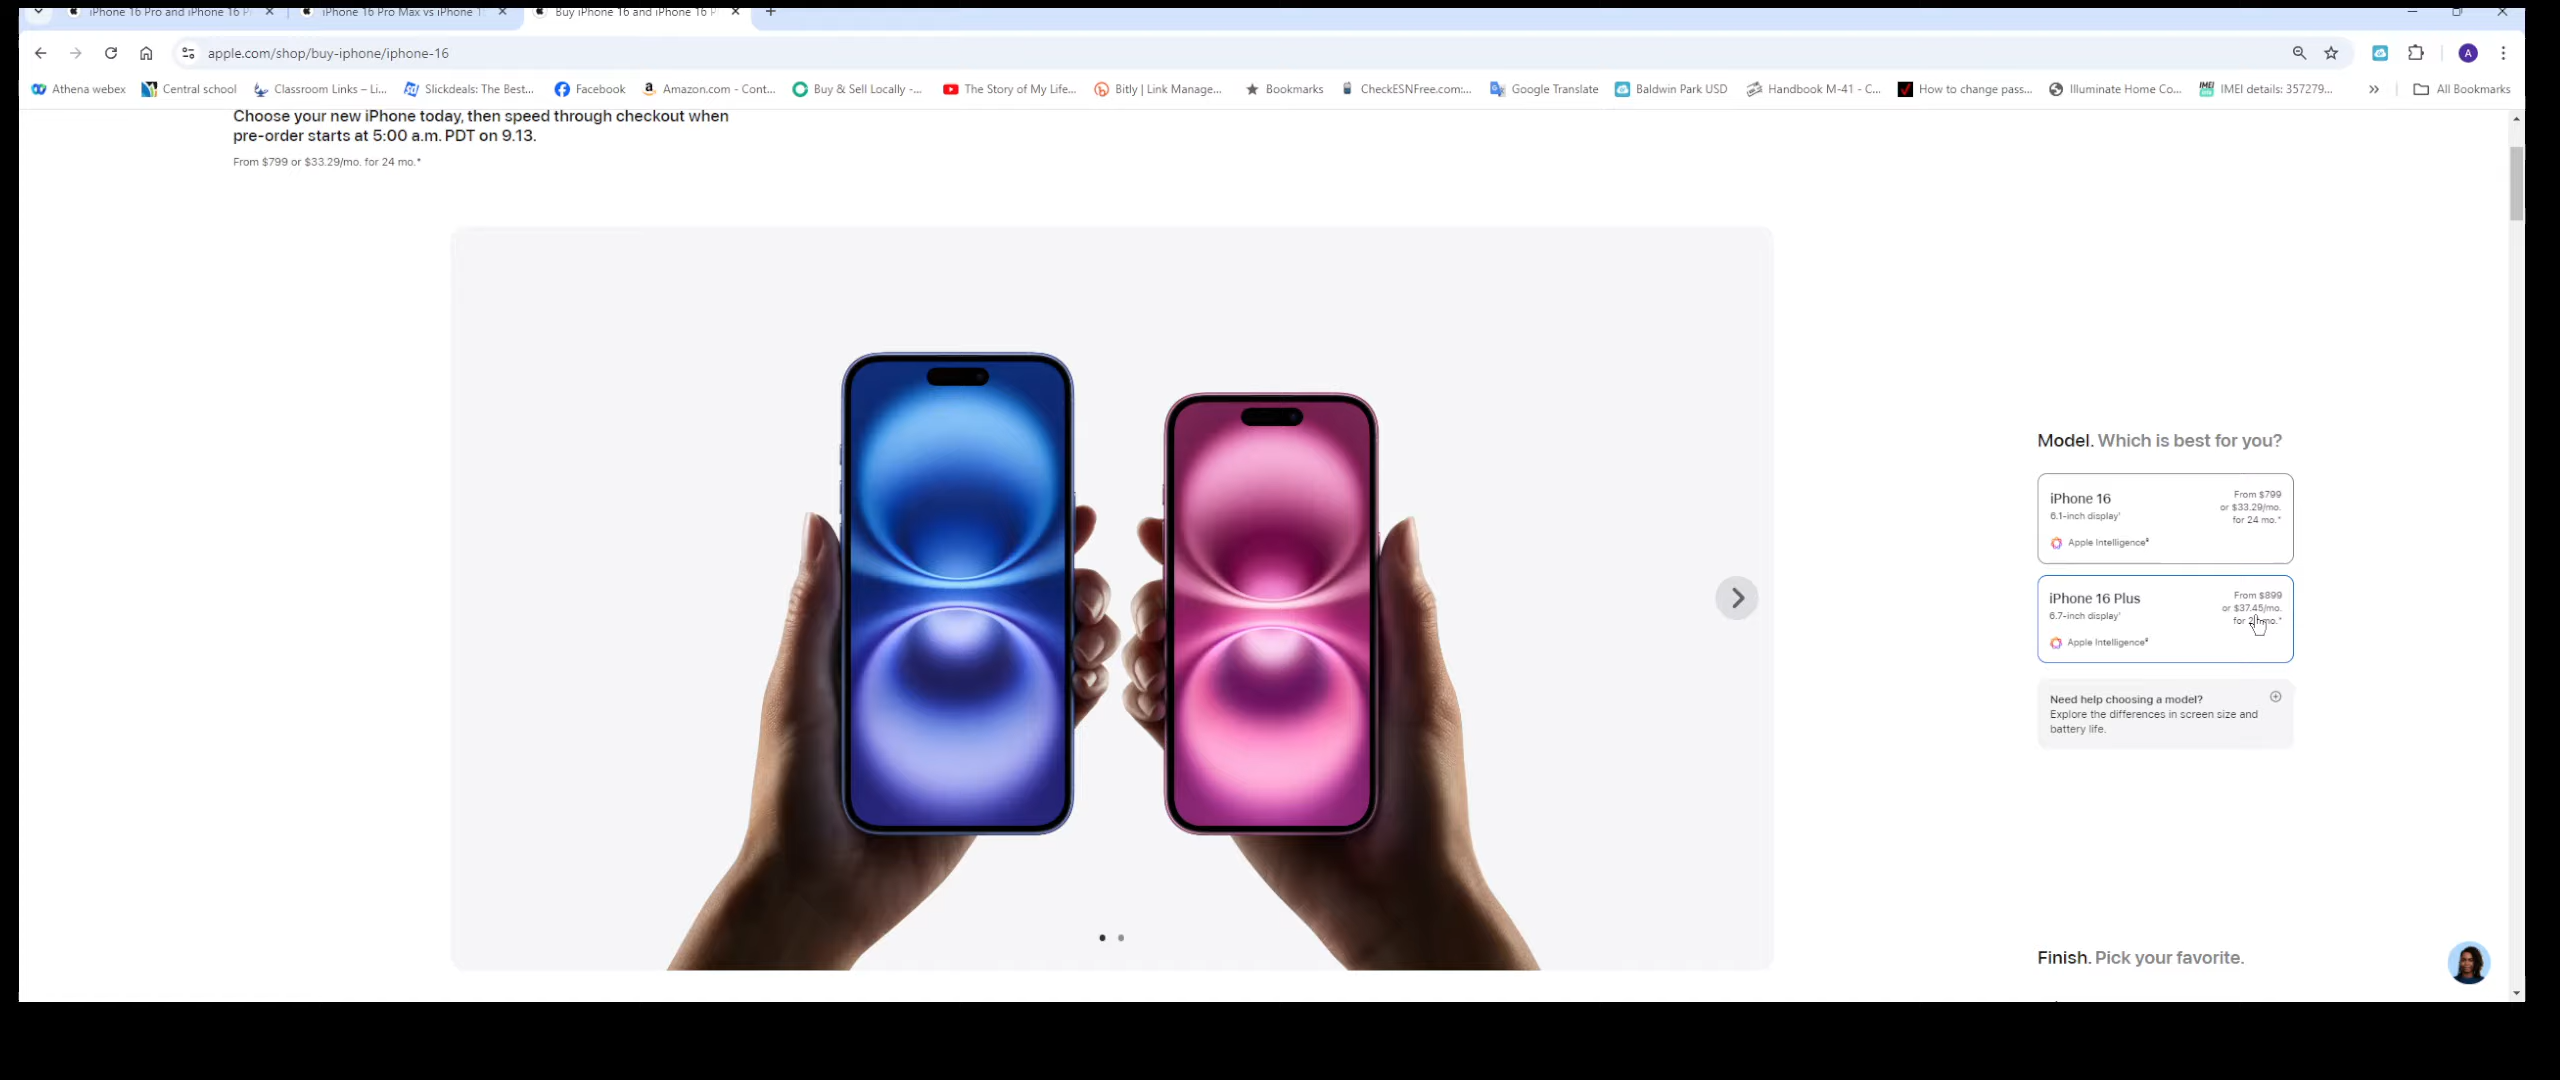 iPhone 16 Pro and iPhone 16 P
iPhone 16 Pro Max vs iPhone 1
Buy iPhone 16 and iPhone 16 P
apple.com/shop/buy-iphone/iphone-16
A
Athena webex
Central school
Classroom Links – Li...
Slickdeals: The Best...
Facebook
Amazon.com - Cont...
Buy & Sell Locally -...
The Story of My Life...
Bitly | Link Manage...
Bookmarks
CheckESNFree.com:...
Google Translate
Baldwin Park USD
Handbook M-41 - C...
How to change pass...
Illuminate Home Co...
IMEI details: 357279...
All Bookmarks
Choose your new iPhone today, then speed through checkout when
pre-order starts at 5:00 a.m. PDT on 9.13.
From $799 or $33.29/mo. for 24 mo.*
Model. Which is best for you?
iPhone 16
6.1-inch display¹
Apple Intelligence²
From $799
or $33.29/mo.
for 24 mo.*
iPhone 16 Plus
6.7-inch display¹
Apple Intelligence²
From $899
or $37.45/mo.
for mo.*
Need help choosing a model?
Explore the differences in screen size and
battery life.
Finish. Pick your favorite.